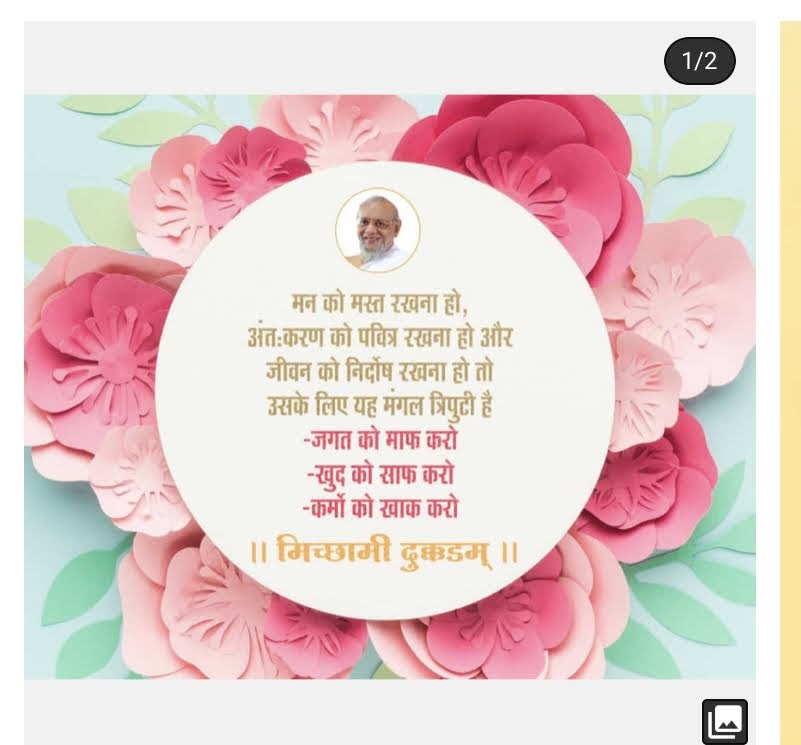 1/2
मन को मस्त रखना हो,
अंत:करण को पवित्र रखना हो और
जीवन को निर्दोष रखना हो तो
उसके लिए यह मंगल त्रिपुटी है
-जगत को माफ करो
-खुद को साफ करो
-कर्मो को खाक करो
|| मिच्छामी दुक्कडम् ||